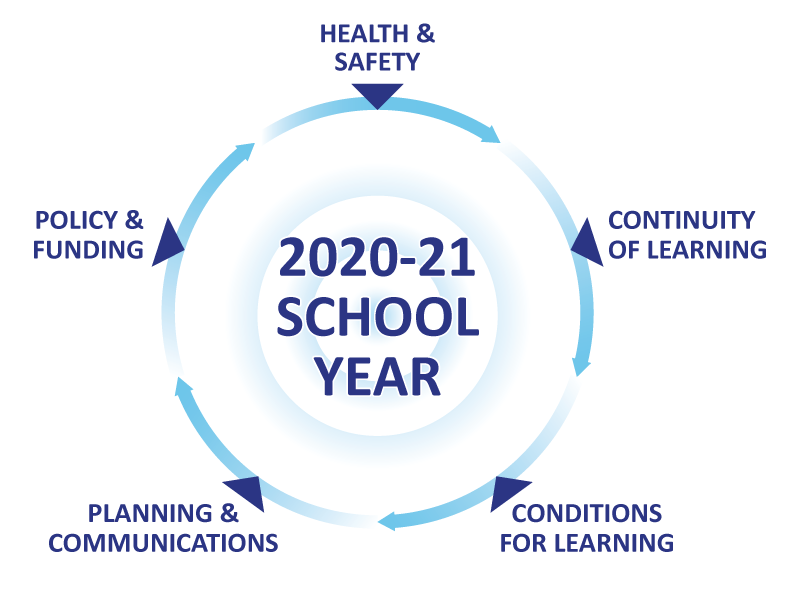 HEALTH &
SAFETY
POLICY &
FUNDING
CONTINUITY
OF LEARNING
2020-21
SCHOOL
YEAR
PLANNING &
COMMUNICATIONS
CONDITIONS
FOR LEARNING